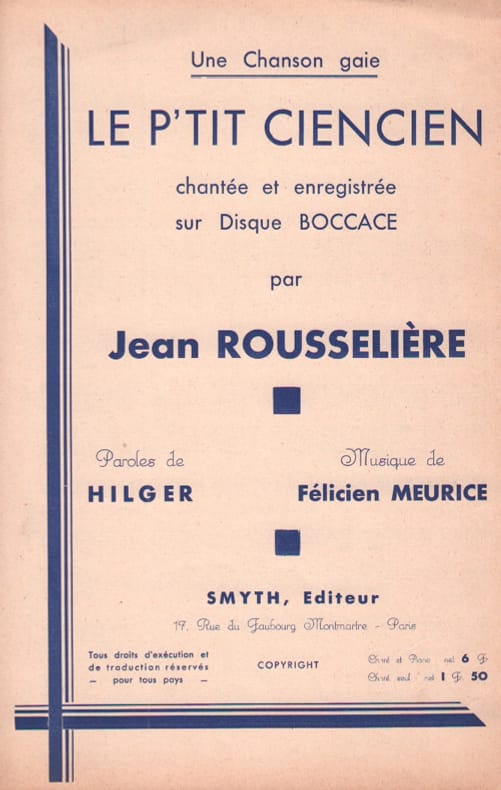 Une Chanson gaie
LE P'TIT CIENCIEN
chantée et enregistrée
sur Disque BOCCACE
par
Jean ROUSSELIÈRE
Paroles de
HILGER
Musique de
Félicien MEURICE
SMYTH, Editeur
17, Rue du Faubourg Montmartre - Paris
Tous droits d'exécution et
de traduction réservés
- pour tous pays -
COPYRIGHT
Chant et Piano net 6 Fr
Chant seul net 1 Fr. 50